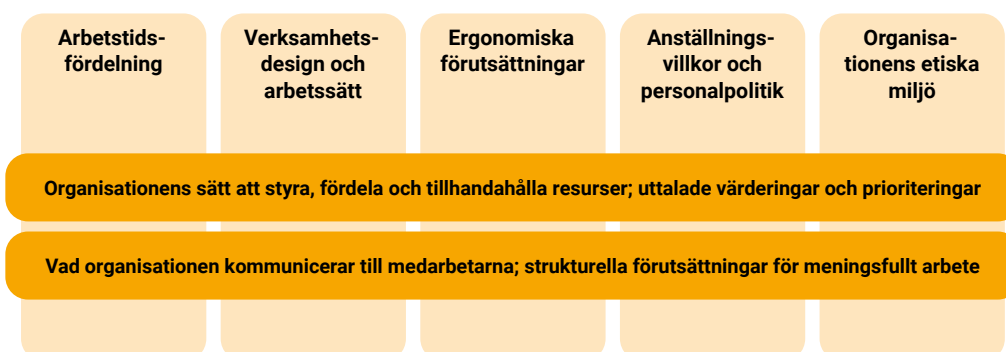 Arbetstids-
fördelning
Verksamhets-
design och
arbetssätt
Ergonomiska
förutsättningar
Anställnings-
villkor och
personalpolitik
Organisa-
tionens etiska
miljö
Organisationens sätt att styra, fördela och tillhandahålla resurser; uttalade värderingar och prioriteringar
Vad organisationen kommunicerar till medarbetarna; strukturella förutsättningar för meningsfullt arbete